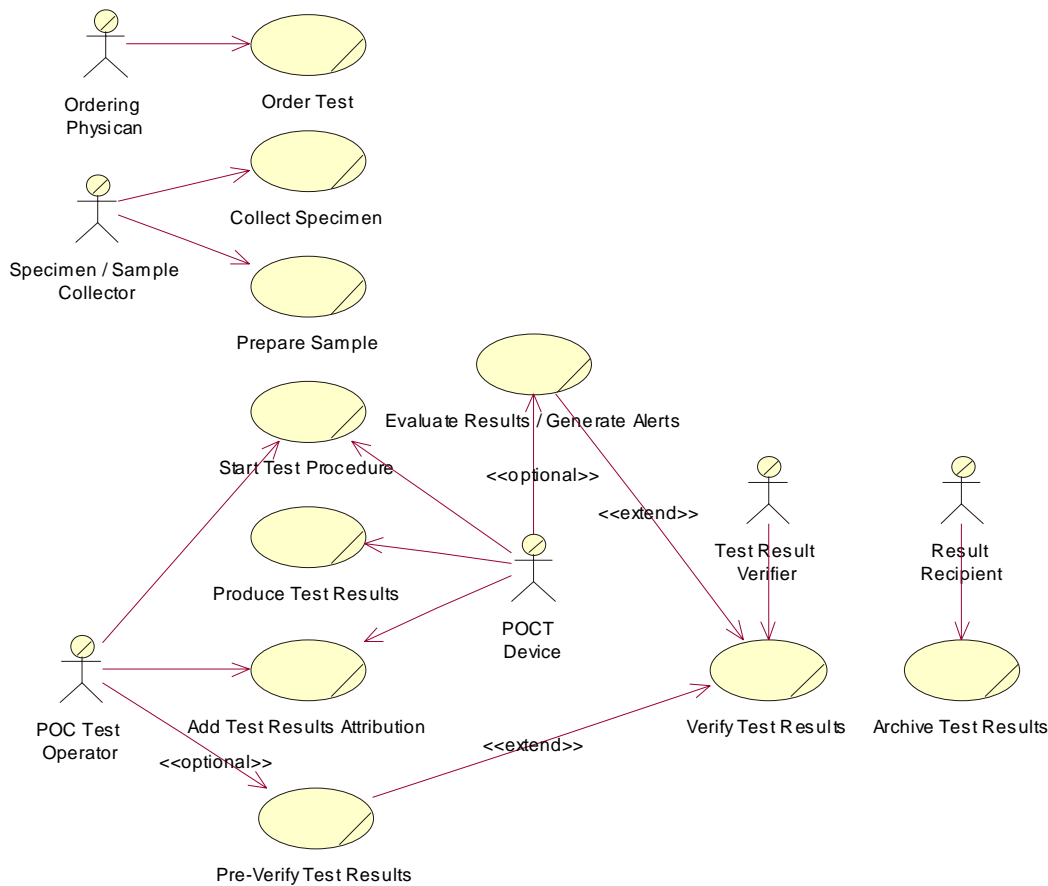 Ordering
Physican
Order Test
Collect Specimen
Specimen / Sample
Collector
Prepare Sample
Evaluate Results / Generate Alerts
Start Test Procedure
<<optional>>
<<extend>>
Test Result
Verifier
Result
Recipient
Produce Test Results
POCT
Device
POC Test
Operator
Add Test Results Attribution
Verify Test Results
Archive Test Results
<<optional>>
<<extend>>
Pre-Verify Test Results